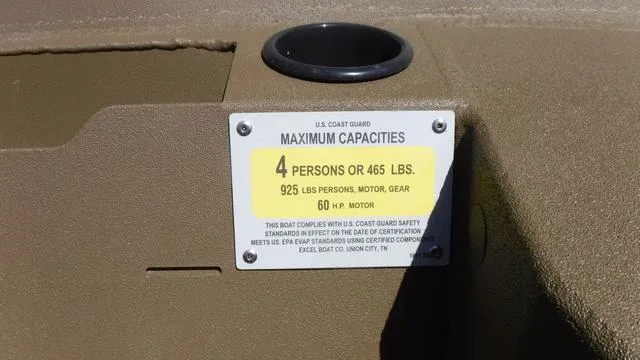 U.S. COAST GUARD
MAXIMUM CAPACITIES
4 PERSONS OR 465 LBS.
925 LBS PERSONS, MOTOR, GEAR
60 H.P. MOTOR
THIS BOAT COMPLIES WITH U.S. COAST GUARD SAFETY
STANDARDS IN EFFECT ON THE DATE OF CERTIFICATION
MEETS US. EPA EVAP STANDARDS USING CERTIFIED COMPONENTS
EXCEL BOAT CO. UNION CITY, TN